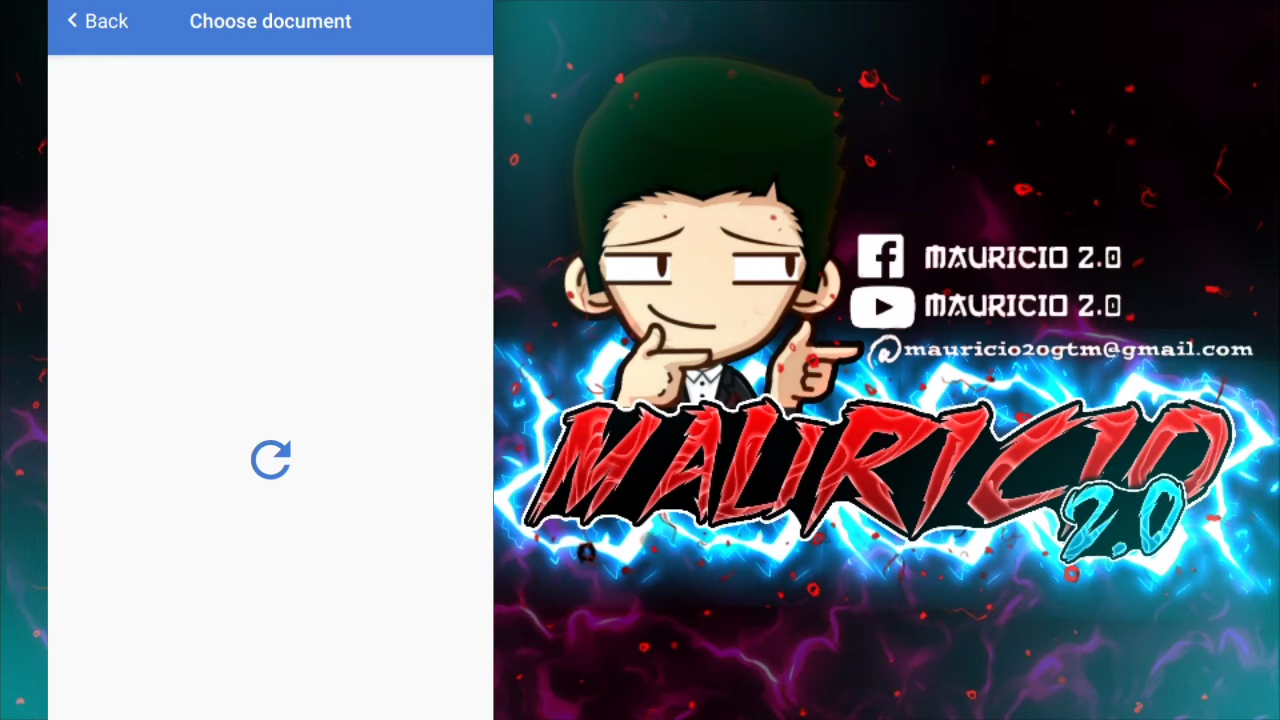 Back
Choose document
MAURICIO 2.0
MAURICIO 2.0
@mauricio20gtm@gmail.com
MAURICIO
2.0